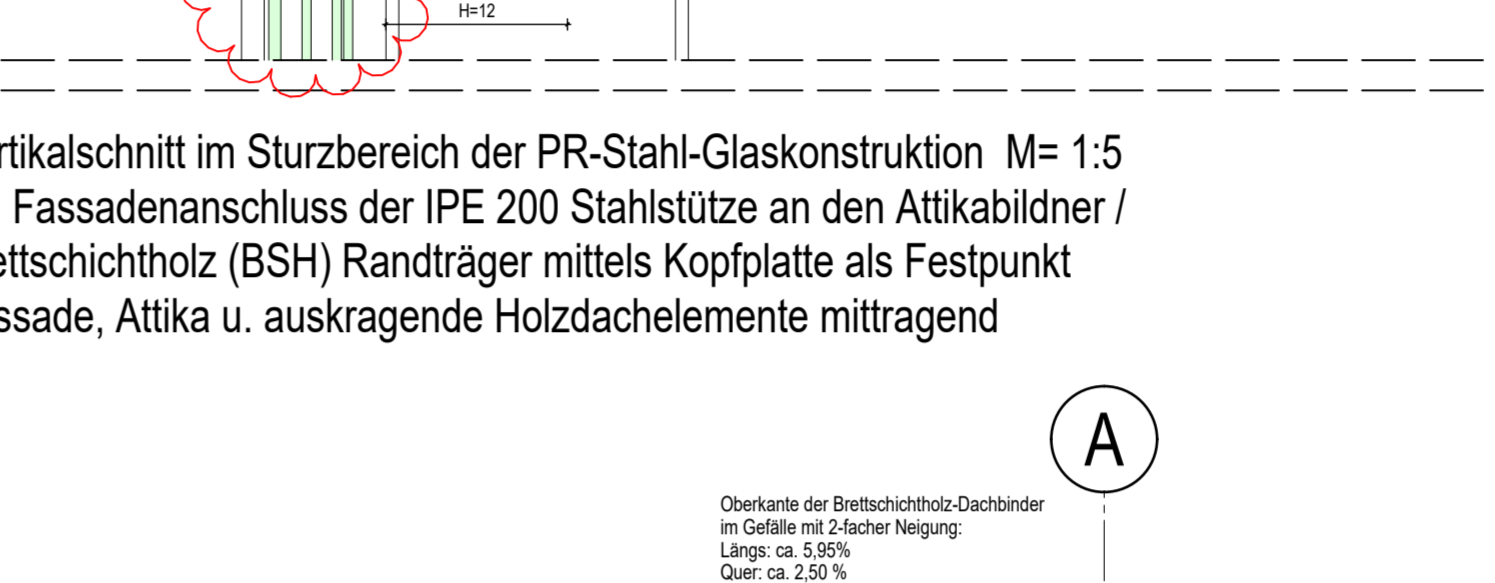 H=12
rtikalschnitt im Sturzbereich der PR-Stahl-Glaskonstruktion M= 1:5
Fassadenanschluss der IPE 200 Stahlstütze an den Attikabildner /
ettschichtholz (BSH) Randträger mittels Kopfplatte als Festpunkt
ssade, Attika u. auskragende Holzdachelemente mittragend
A
Oberkante der Brettschichtholz-Dachbinder
im Gefälle mit 2-facher Neigung:
Längs: ca. 5,95%
Quer: ca. 2,50 %